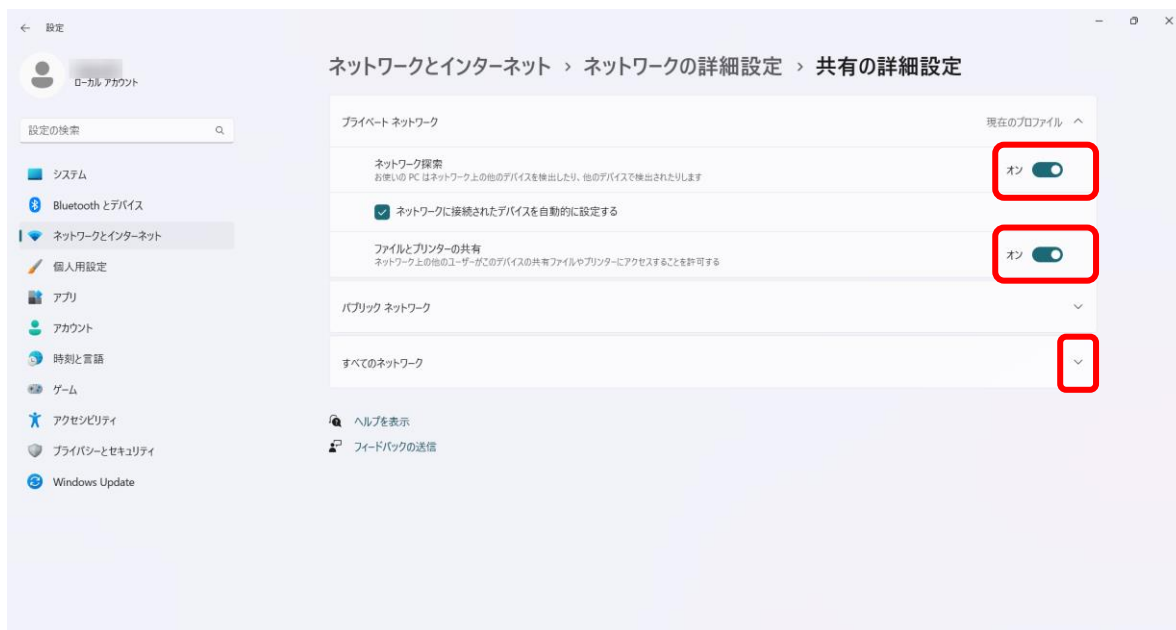 設定
ローカル アカウント
設定の検索
システム
Bluetooth とデバイス
ネットワークとインターネット
個人用設定
アプリ
アカウント
時刻と言語
ゲーム
アクセシビリティ
プライバシーとセキュリティ
Windows Update
ネットワークとインターネット › ネットワークの詳細設定 › 共有の詳細設定
プライベート ネットワーク 現在のプロファイル
ネットワーク探索 オン
お使いの PC はネットワーク上の他のデバイスを検出したり、他のデバイスで検出されたりします
ネットワークに接続されたデバイスを自動的に設定する
ファイルとプリンターの共有 オン
ネットワーク上の他のユーザーがこのデバイスの共有ファイルやプリンターにアクセスすることを許可する
パブリック ネットワーク
すべてのネットワーク
ヘルプを表示
フィードバックの送信